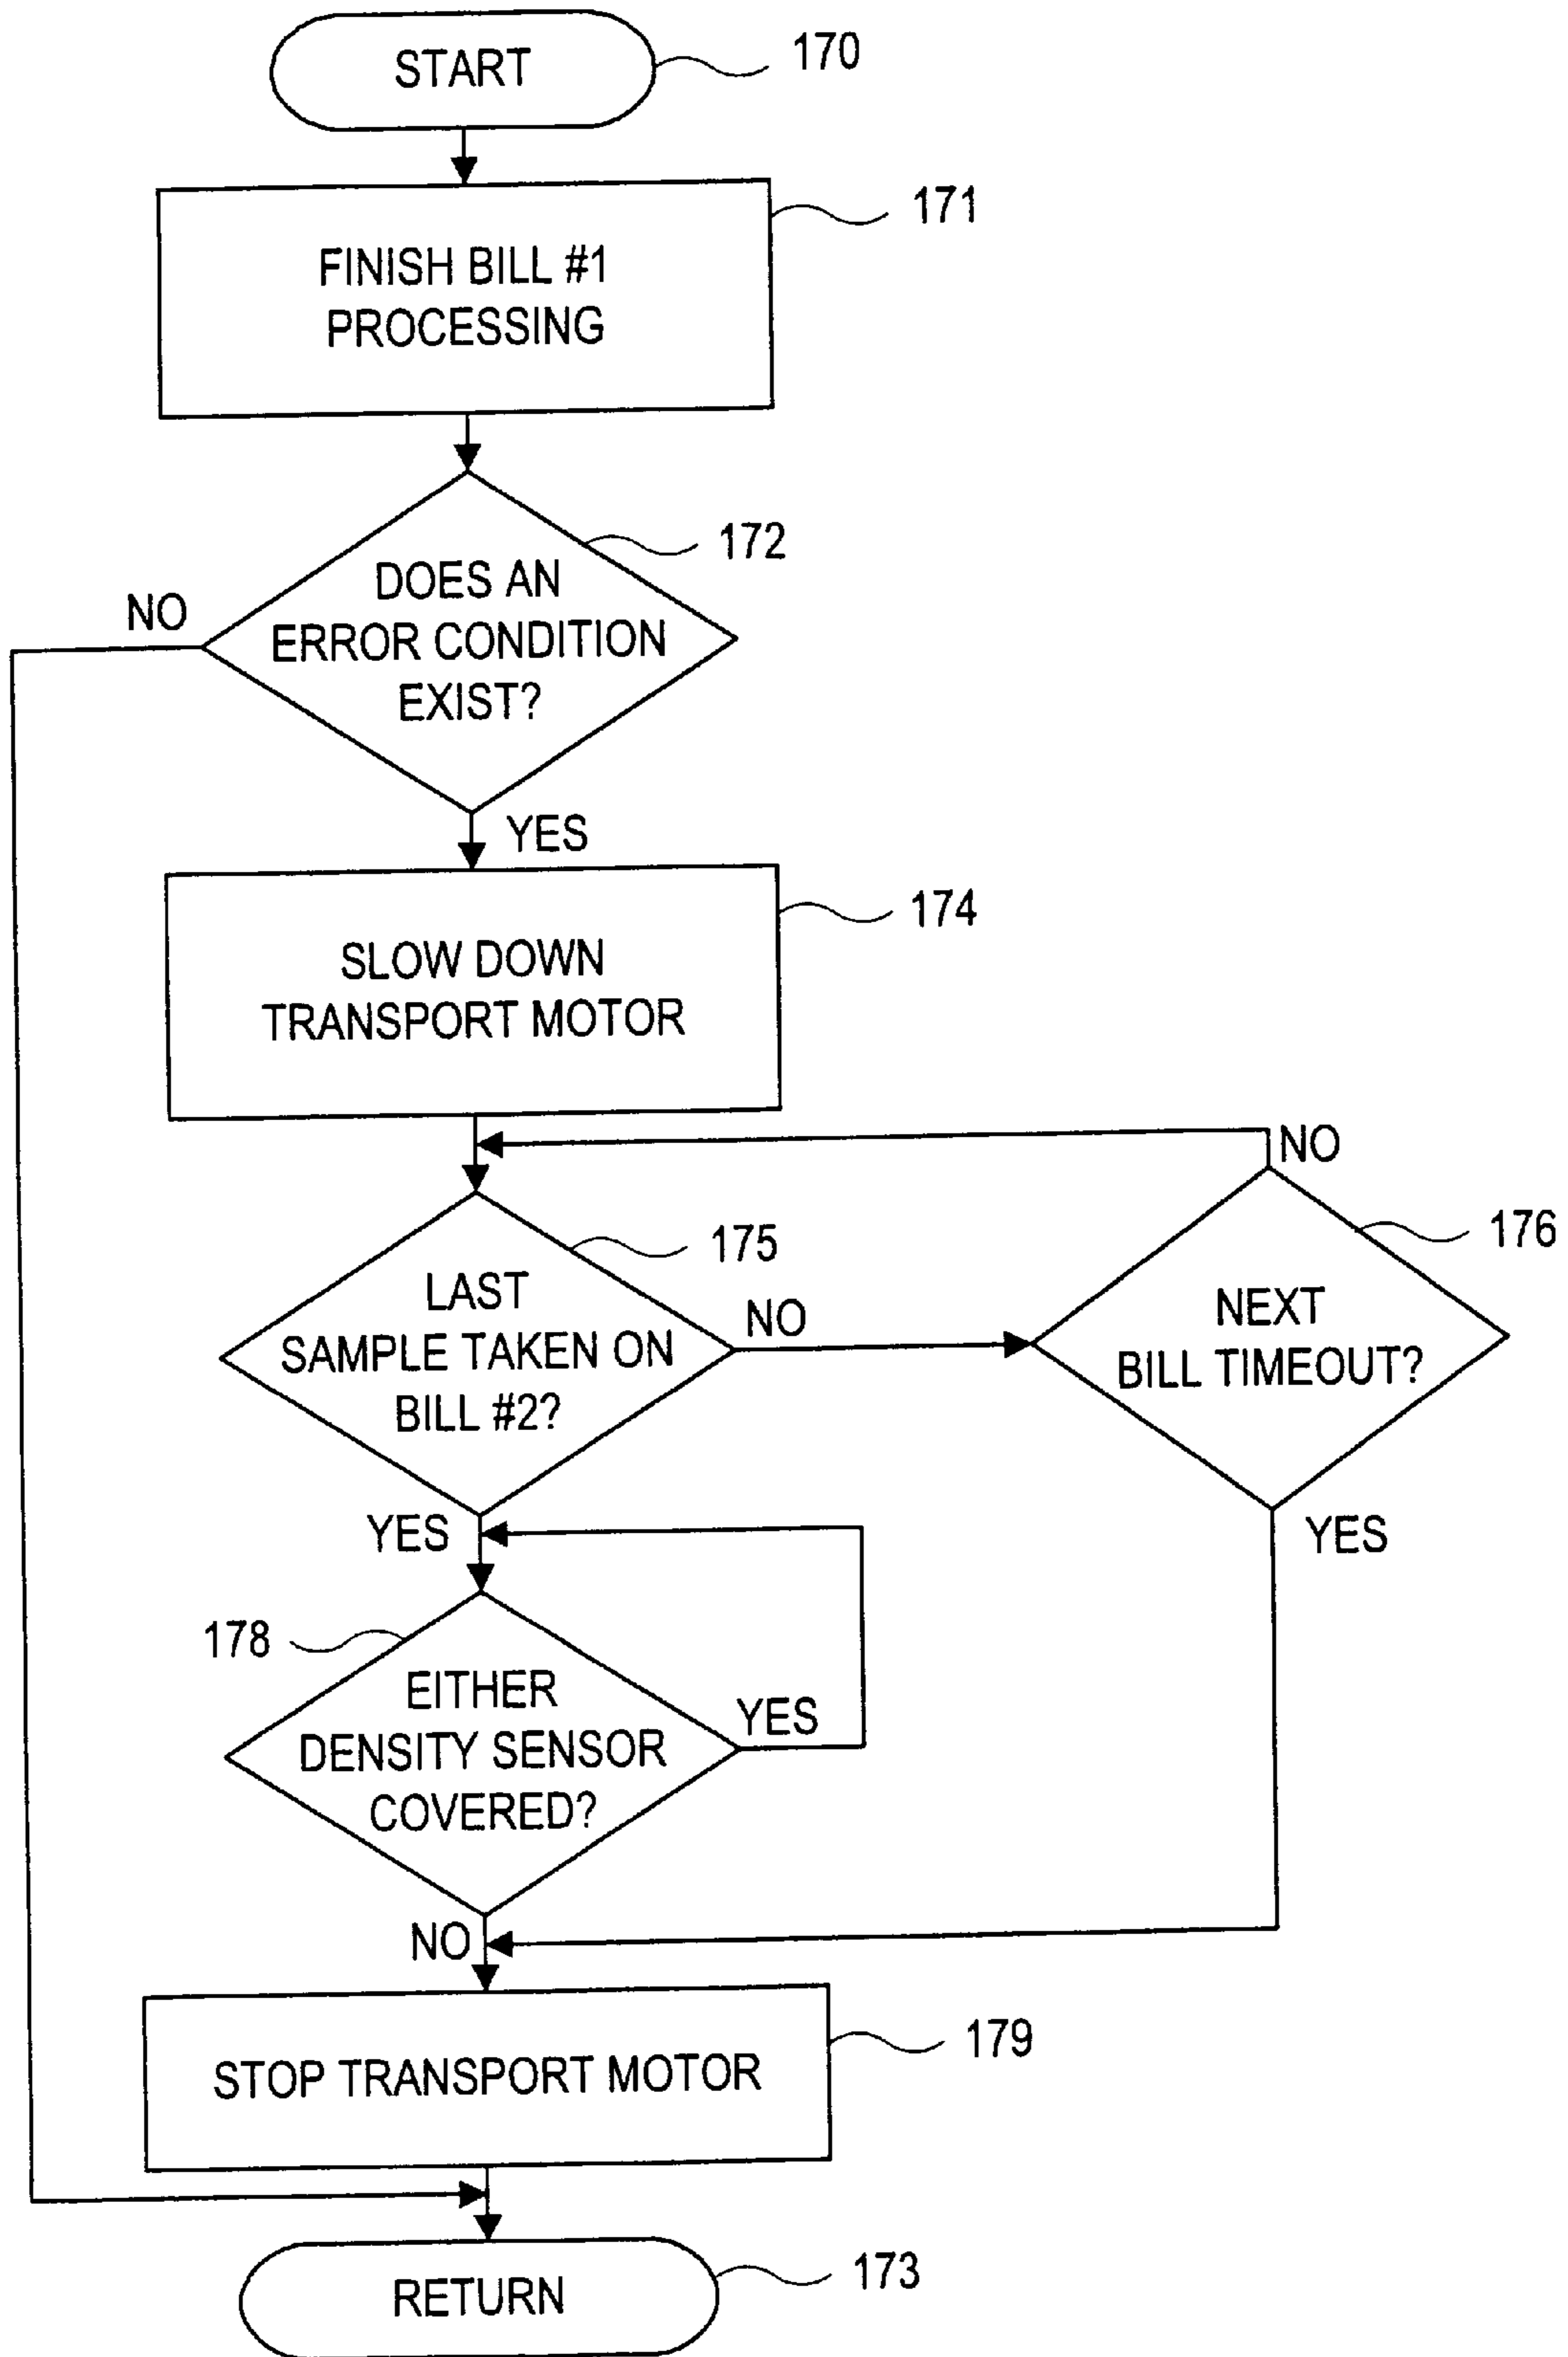 START
170
FINISH BILL #1
PROCESSING
171
172
DOES AN
ERROR CONDITION
EXIST?
NO
YES
174
SLOW DOWN
TRANSPORT MOTOR
NO
175
176
LAST
SAMPLE TAKEN ON
BILL #2?
NO
NEXT
BILL TIMEOUT?
YES
YES
178
EITHER
DENSITY SENSOR
COVERED?
YES
NO
STOP TRANSPORT MOTOR
179
RETURN
173